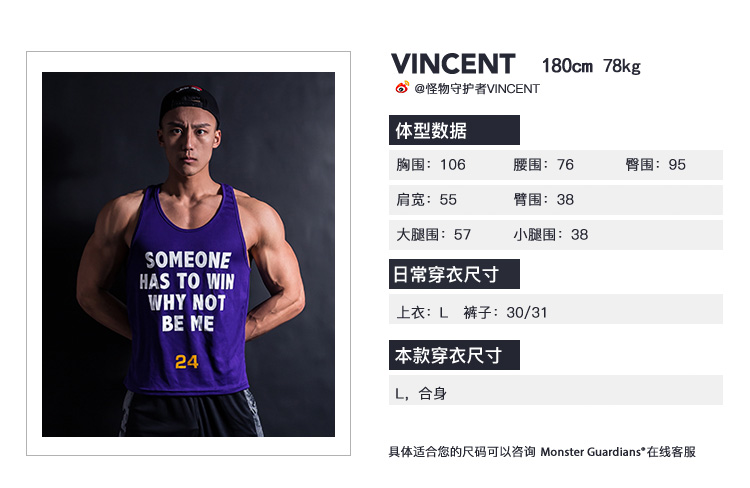 VINCENT 180cm 78kg
@怪物守护者VINCENT
体型数据
胸围：106 腰围：76 臀围：95
肩宽：55 臂围：38
大腿围：57 小腿围：38
日常穿衣尺寸
上衣：L 裤子：30/31
本款穿衣尺寸
L，合身
具体适合您的尺码可以咨询 Monster Guardians®在线客服
SOMEONE
HAS TO WIN
WHY NOT
BE ME
24